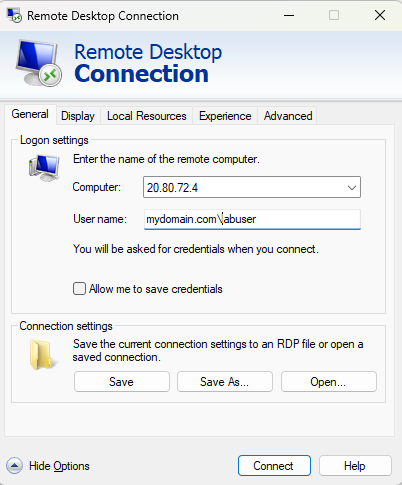 Remote Desktop Connection
Remote Desktop
Connection
General Display Local Resources Experience Advanced
Logon settings
Enter the name of the remote computer.
Computer: 20.80.72.4
User name: mydomain.com\labuser
You will be asked for credentials when you connect.
Allow me to save credentials
Connection settings
Save the current connection settings to an RDP file or open a
saved connection.
Save Save As... Open...
Hide Options Connect Help